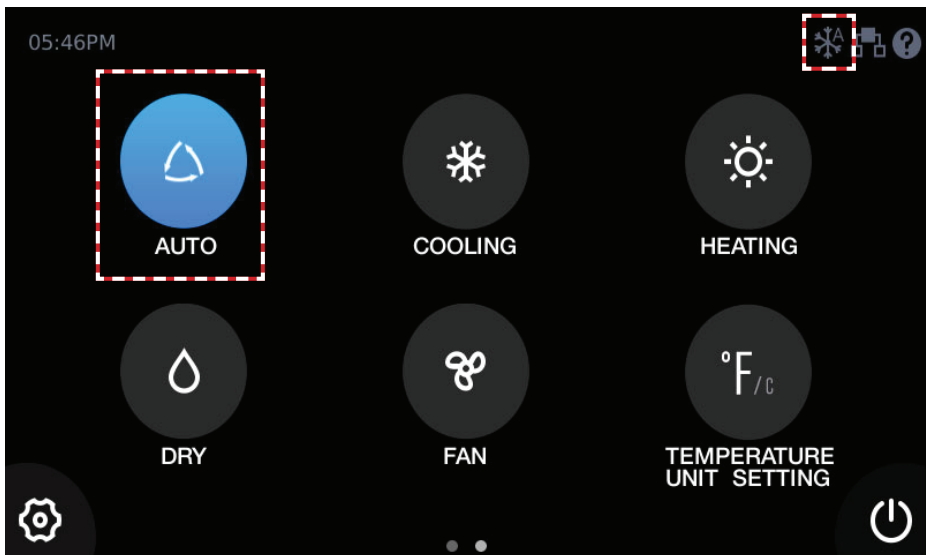 05:46PM
A
?
AUTO
COOLING
HEATING
°F/C
DRY
FAN
TEMPERATURE
UNIT SETTING